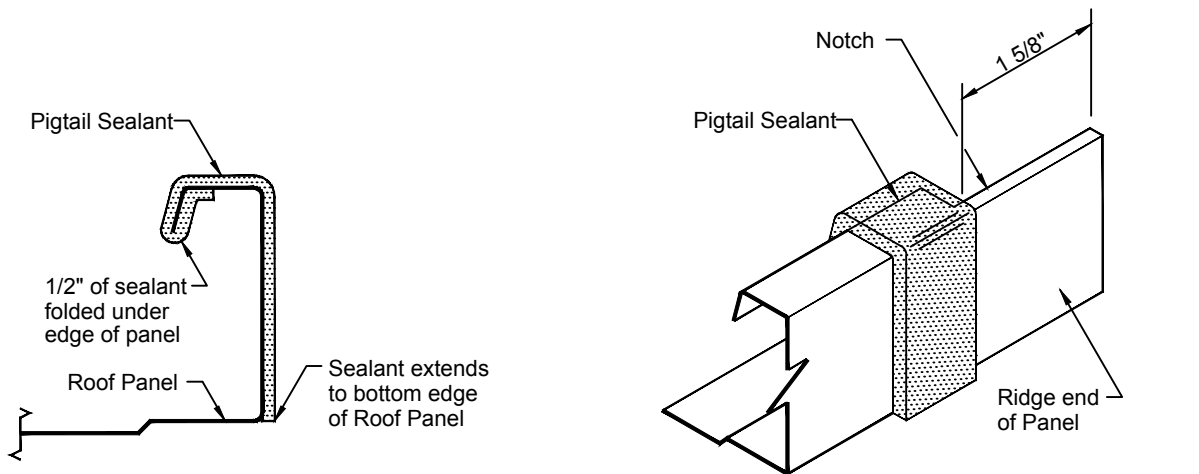 Pigtail Sealant
1/2" of sealant
folded under
edge of panel
Roof Panel
Sealant extends
to bottom edge
of Roof Panel
Notch
1 5/8"
Pigtail Sealant
Ridge end
of Panel